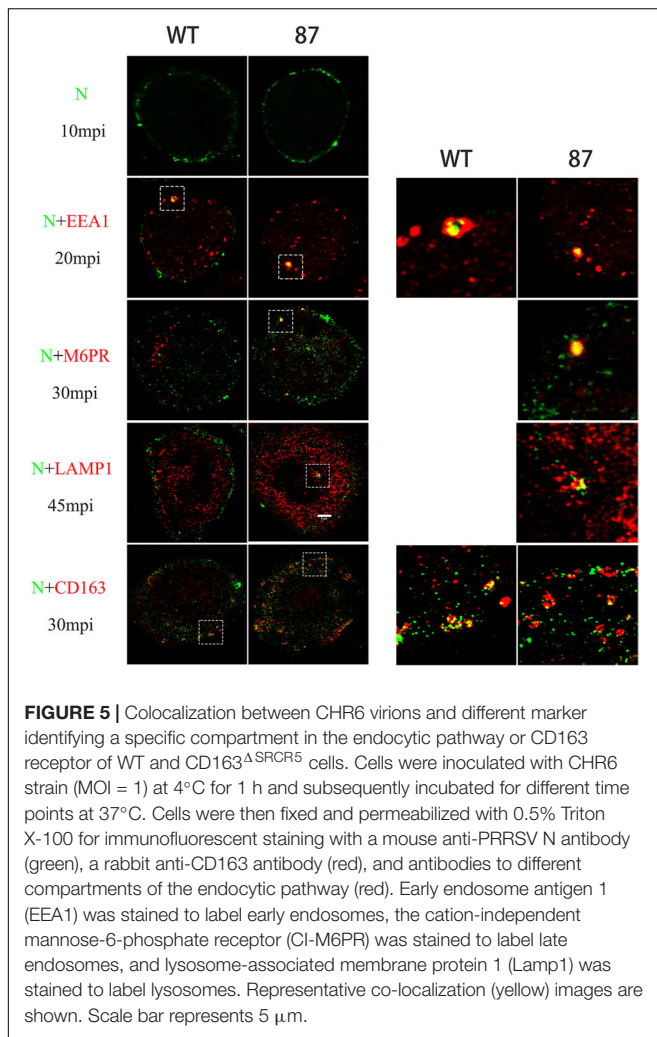 WT 87
N
10mpi
WT 87
N+EEA1
20mpi
N+M6PR
30mpi
N+LAMP1
45mpi
N+CD163
30mpi
FIGURE 5 | Colocalization between CHR6 virions and different marker
identifying a specific compartment in the endocytic pathway or CD163
receptor of WT and CD163ΔSRCR5 cells. Cells were inoculated with CHR6
strain (MOI = 1) at 4°C for 1 h and subsequently incubated for different time
points at 37°C. Cells were then fixed and permeabilized with 0.5% Triton
X-100 for immunofluorescent staining with a mouse anti-PRRSV N antibody
(green), a rabbit anti-CD163 antibody (red), and antibodies to different
compartments of the endocytic pathway (red). Early endosome antigen 1
(EEA1) was stained to label early endosomes, the cation-independent
mannose-6-phosphate receptor (CI-M6PR) was stained to label late
endosomes, and lysosome-associated membrane protein 1 (Lamp1) was
stained to label lysosomes. Representative co-localization (yellow) images are
shown. Scale bar represents 5 μm.